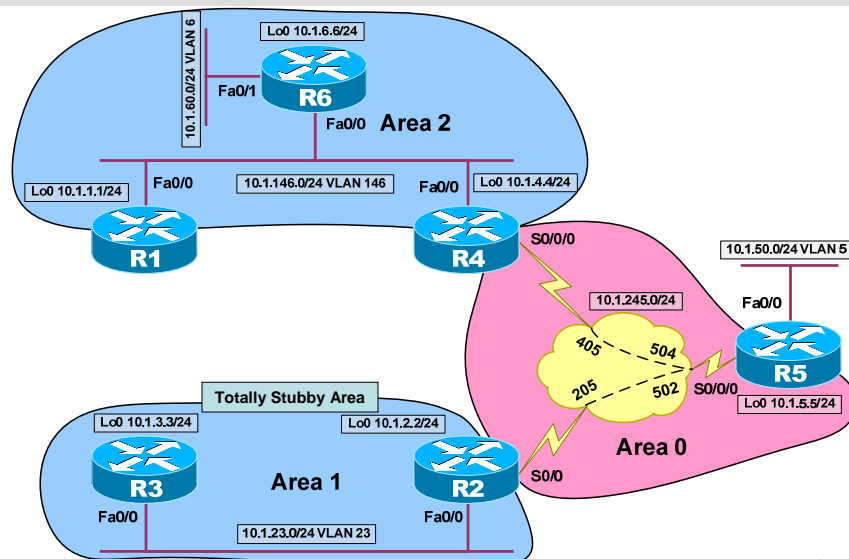 10.1.60.0/24 VLAN 6
Lo0 10.1.6.6/24
R6
Fa0/1
Fa0/0
Area 2
10.1.146.0/24 VLAN 146
Lo0 10.1.1.1/24
Fa0/0
Fa0/0
Lo0 10.1.4.4/24
R1
R4
S0/0/0
10.1.50.0/24 VLAN 5
10.1.245.0/24
Fa0/0
405
504
R5
S0/0/0
205
502
Lo0 10.1.5.5/24
Area 0
Totally Stubby Area
Lo0 10.1.3.3/24
Lo0 10.1.2.2/24
R3
Area 1
R2
S0/0
Fa0/0
Fa0/0
10.1.23.0/24 VLAN 23